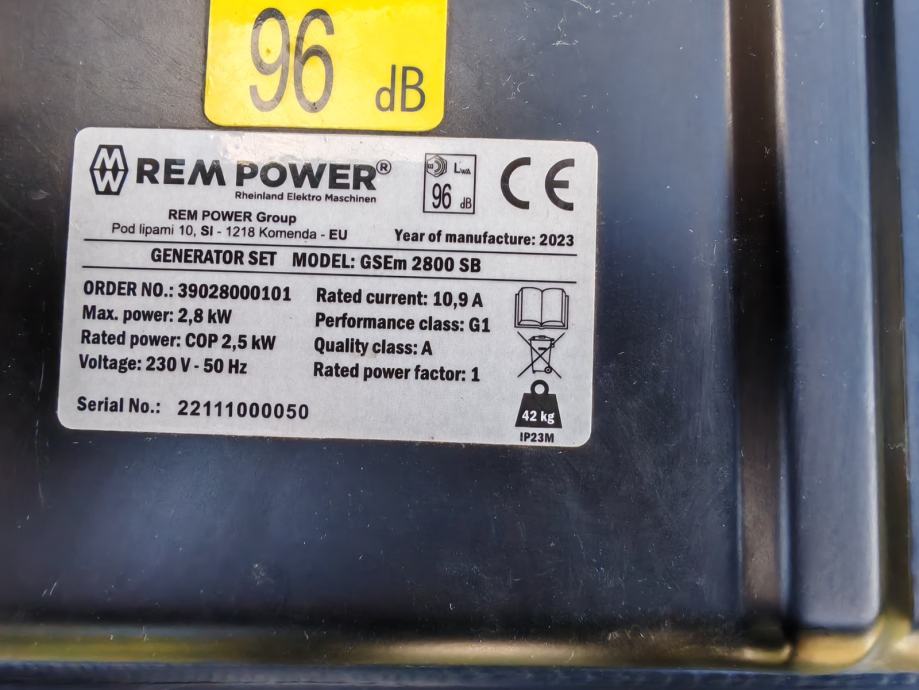 96 dB
REM POWER®
Rheinland Elektro Maschinen
LWA
96 dB
CE
REM POWER Group
Pod lipami 10, SI - 1218 Komenda - EU
Year of manufacture: 2023
GENERATOR SET MODEL: GSEm 2800 SB
ORDER NO.: 39028000101
Max. power: 2,8 kW
Rated power: COP 2,5 kW
Voltage: 230 V - 50 Hz
Rated current: 10,9 A
Performance class: G1
Quality class: A
Rated power factor: 1
Serial No.: 22111000050
42 kg
IP23M